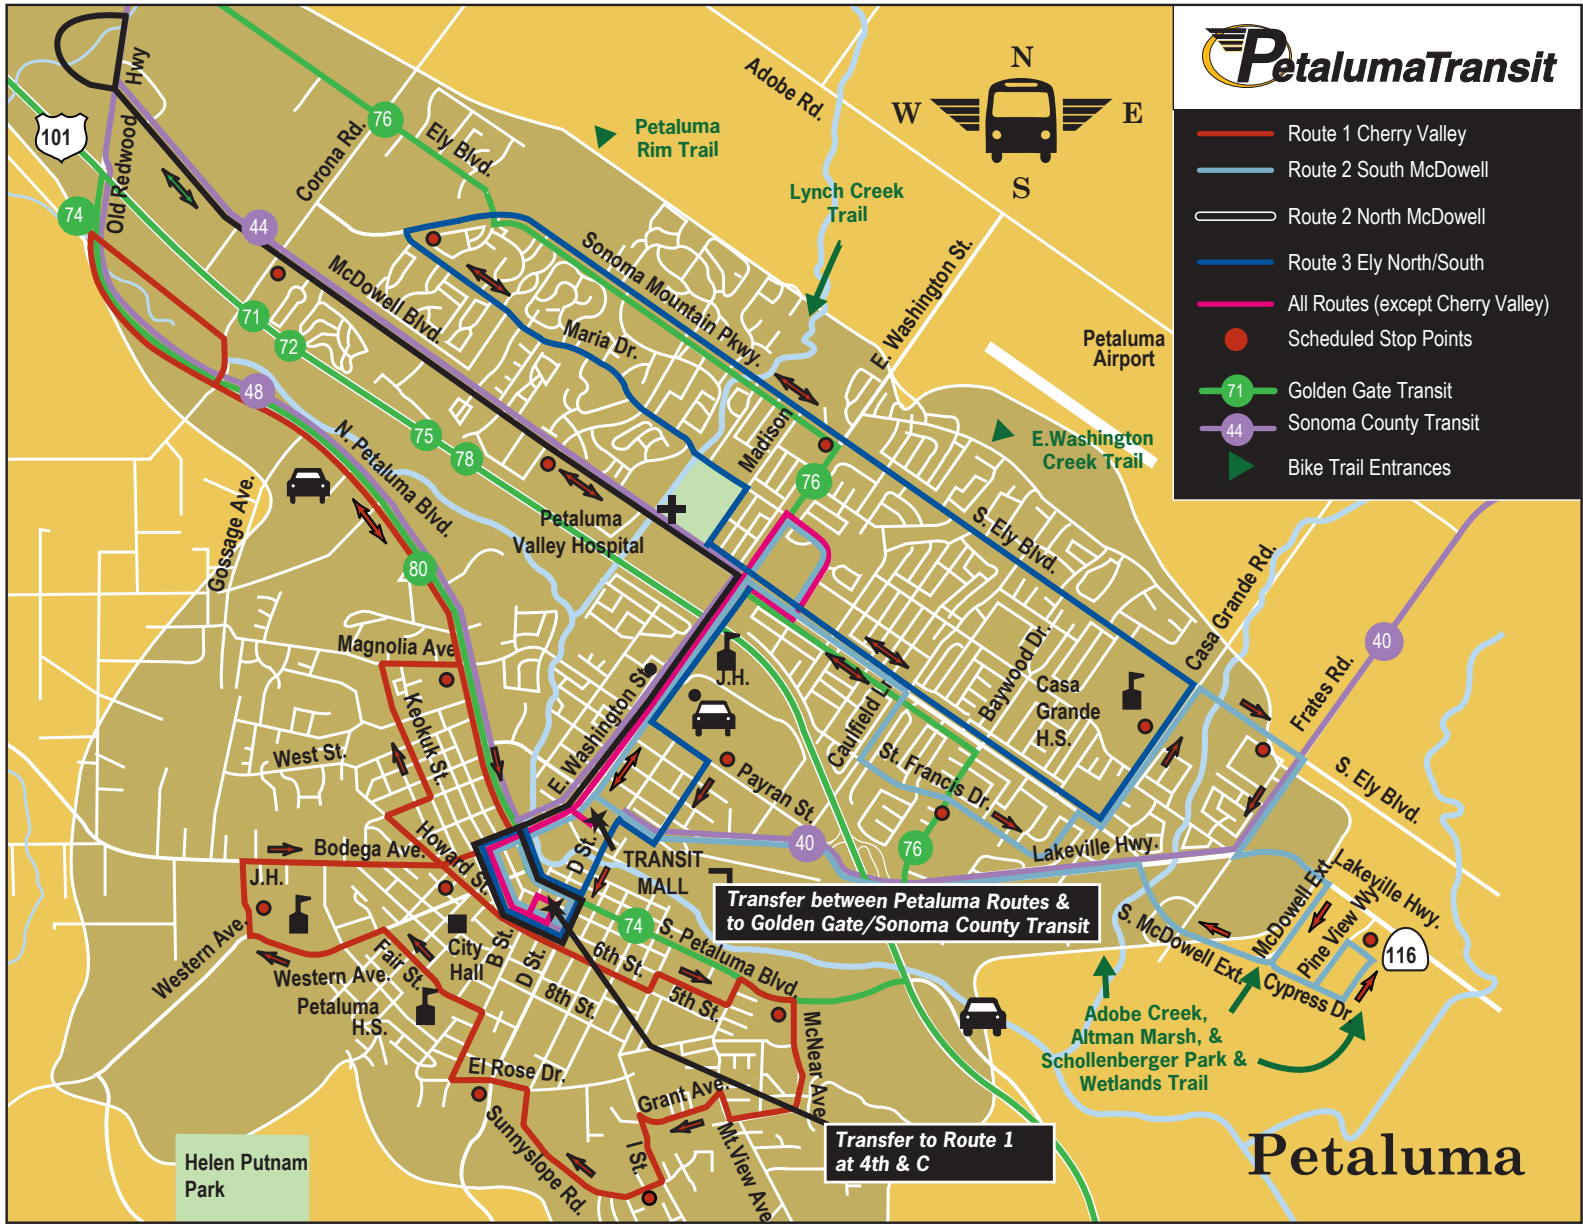 PetalumaTransit
Route 1 Cherry Valley
Route 2 South McDowell
Route 2 North McDowell
Route 3 Ely North/South
All Routes (except Cherry Valley)
Scheduled Stop Points
71
Golden Gate Transit
44
Sonoma County Transit
Bike Trail Entrances
N
W
E
S
Hwy
Old Redwood
101
74
76
Corona Rd.
Ely Blvd.
Petaluma
Rim Trail
Adobe Rd.
Lynch Creek
Trail
44
McDowell Blvd.
Sonoma Mountain Pkwy.
Maria Dr.
E. Washington St.
Petaluma
Airport
71
72
48
75
78
N. Petaluma Blvd.
Madison
76
E.Washington
Creek Trail
Gossage Ave.
Petaluma
Valley Hospital
S. Ely Blvd.
80
Casa Grande Rd.
Magnolia Ave
E. Washington St.
J.H.
Baywood Dr.
Casa
Grande
H.S.
40
Frates Rd.
Keokuk St.
West St.
Caulfield Ln
St. Francis Dr.
Payran St.
S. Ely Blvd.
Howard St.
Bodega Ave.
D St.
TRANSIT
MALL
40
76
Lakeville Hwy.
Lakeville Hwy.
J.H.
Transfer between Petaluma Routes &
to Golden Gate/Sonoma County Transit
McDowell Ext.
Pine View Wy
S. McDowell Ext.
Cypress Dr.
116
Western Ave.
Western Ave.
Fair St.
City
Hall
B St.
D St.
74
6th St.
S. Petaluma Blvd.
5th St.
8th St.
Petaluma
H.S.
Adobe Creek,
Altman Marsh, &
Schollenberger Park &
Wetlands Trail
McNear Ave
El Rose Dr.
Grant Ave.
Sunnyslope Rd.
I St.
Mt.View Ave
Transfer to Route 1
at 4th & C
Helen Putnam
Park
Petaluma